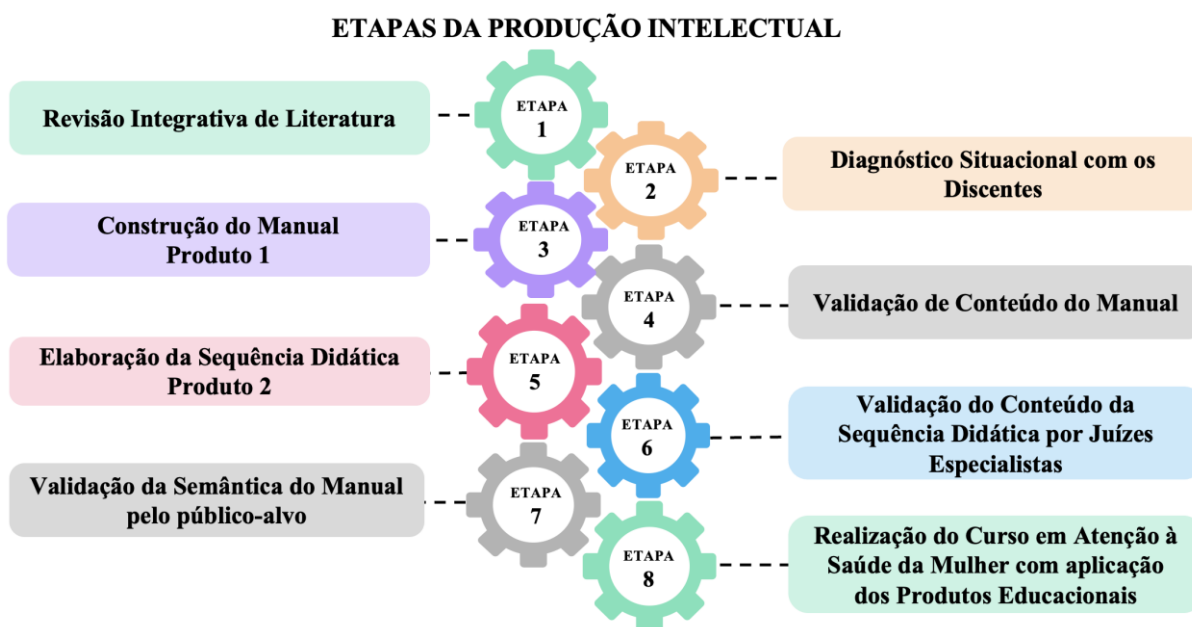 ETAPAS DA PRODUÇÃO INTELECTUAL
Revisão Integrativa de Literatura
ETAPA
1
ETAPA
2
Diagnóstico Situacional com os
Discentes
Construção do Manual
Produto 1
ETAPA
3
ETAPA
4
Validação de Conteúdo do Manual
Elaboração da Sequência Didática
Produto 2
ETAPA
5
ETAPA
6
Validação do Conteúdo da
Sequência Didática por Juízes
Especialistas
Validação da Semântica do Manual
pelo público-alvo
ETAPA
7
ETAPA
8
Realização do Curso em Atenção à
Saúde da Mulher com aplicação
dos Produtos Educacionais